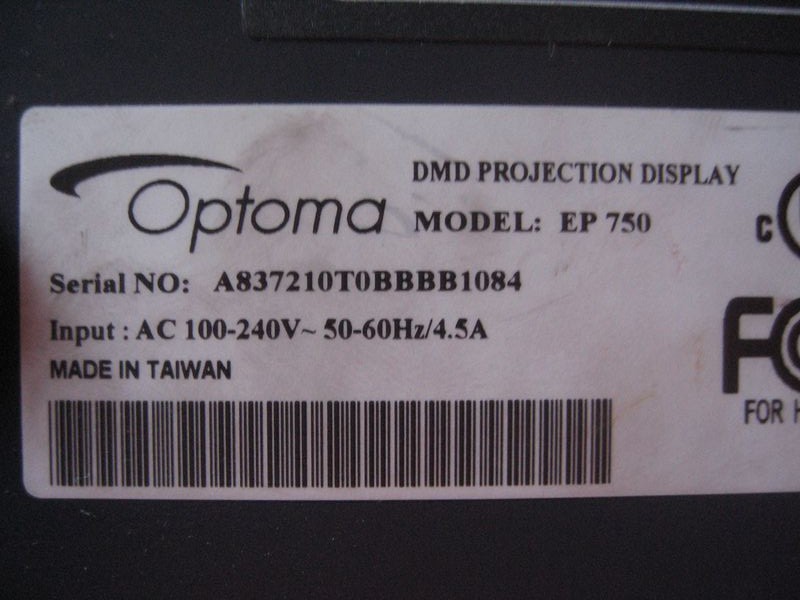 Optoma
DMD PROJECTION DISPLAY
MODEL: EP 750
Serial NO: A837210T0BBBB1084
Input : AC 100-240V~ 50-60Hz/4.5A
MADE IN TAIWAN
C
FC
FOR H